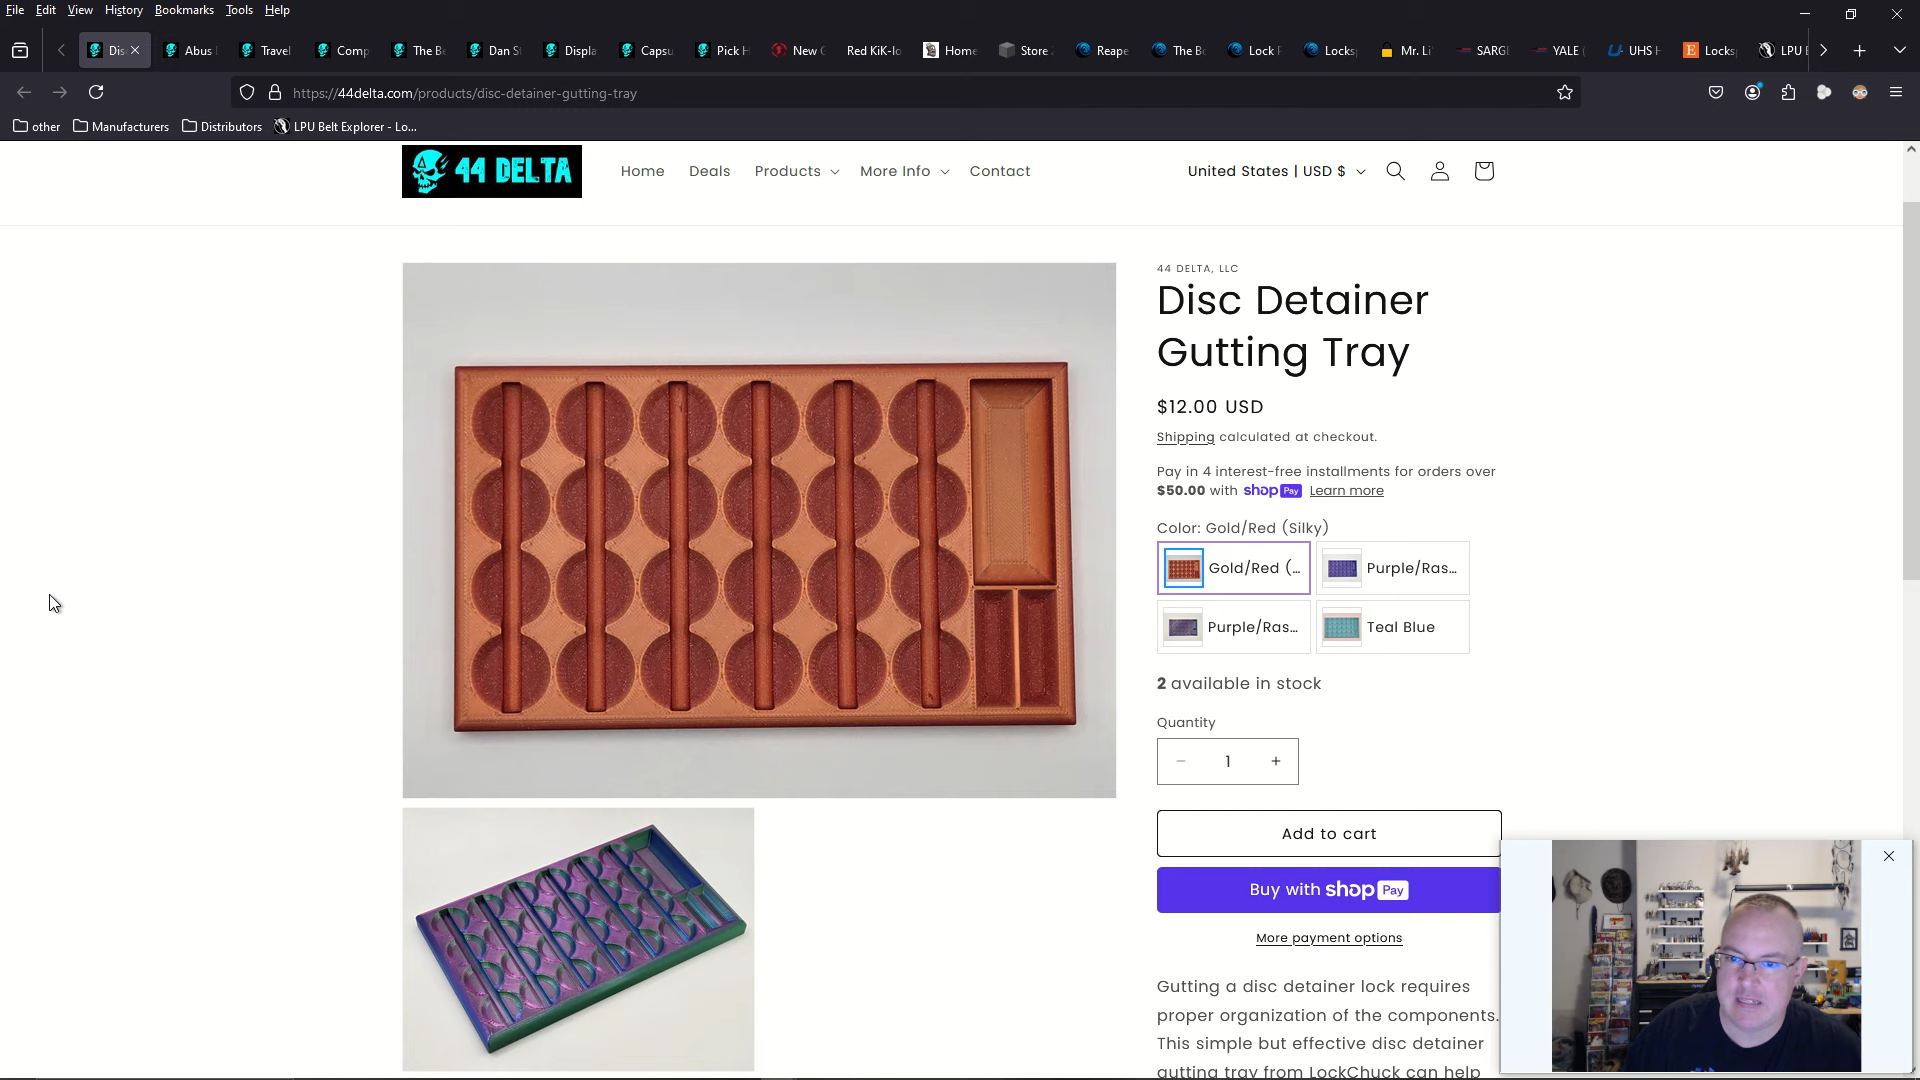 File Edit View History Bookmarks Tools Help
Dis Abus Travel Comp The Be Dan St Displa Capsu Pick H New C Red KiK-lo Home Store Reape The Bo Lock P Locksp Mr. Li SARGE YALE ( UHS H Locksp LPU B
https://44delta.com/products/disc-detainer-gutting-tray
other Manufacturers Distributors LPU Belt Explorer - Lo...
44 DELTA Home Deals Products More Info Contact United States | USD $
44 DELTA, LLC
Disc Detainer
Gutting Tray
$12.00 USD
Shipping calculated at checkout.
Pay in 4 interest-free installments for orders over
$50.00 with shop Pay Learn more
Color: Gold/Red (Silky)
Gold/Red (... Purple/Ras...
Purple/Ras... Teal Blue
2 available in stock
Quantity
− 1 +
Add to cart
Buy with shop Pay
More payment options
Gutting a disc detainer lock requires
proper organization of the components.
This simple but effective disc detainer
gutting tray from LockChuck can help